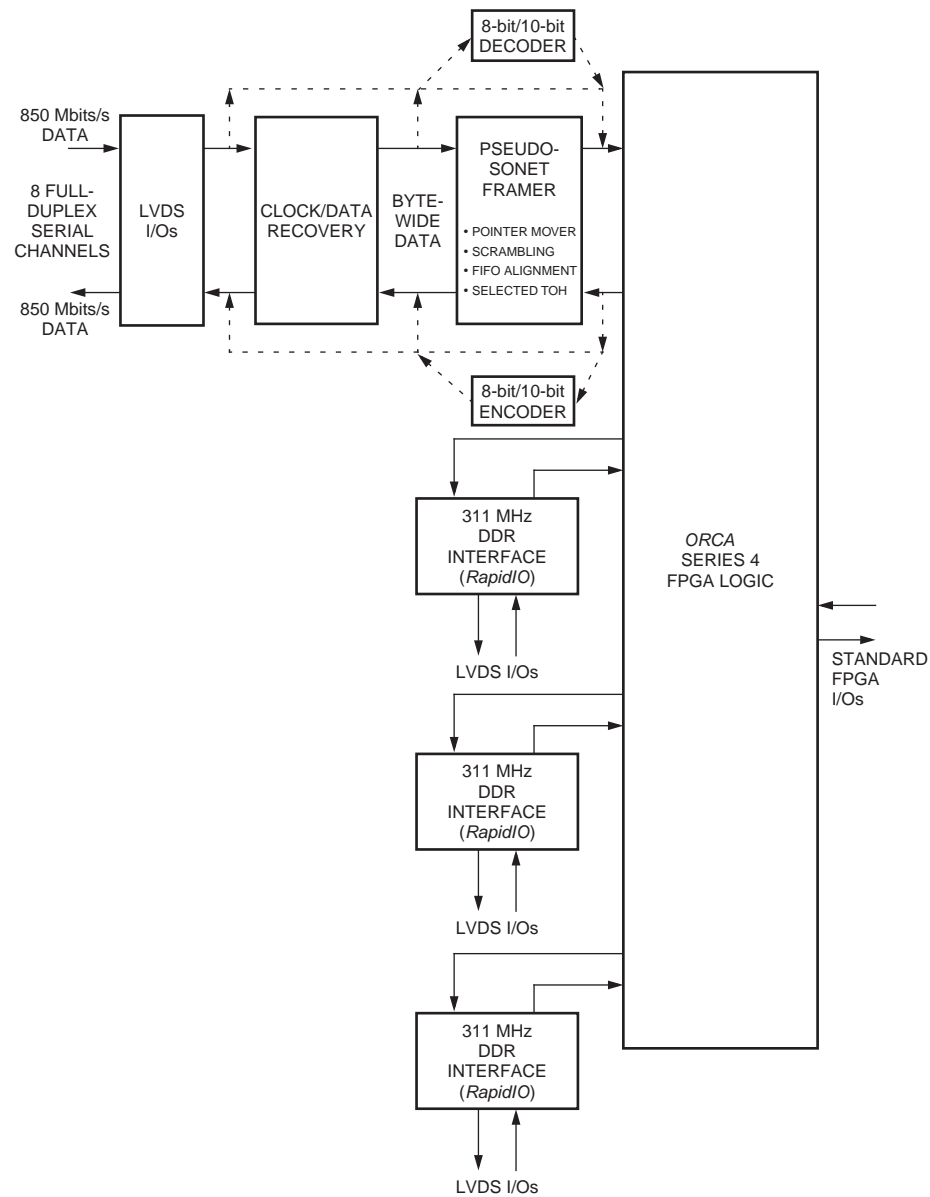 8-bit/10-bit
DECODER
850 Mbits/s
DATA
8 FULL-
DUPLEX
SERIAL
CHANNELS
850 Mbits/s
DATA
LVDS
I/Os
CLOCK/DATA
RECOVERY
BYTE-
WIDE
DATA
PSEUDO-
SONET
FRAMER
• POINTER MOVER
• SCRAMBLING
• FIFO ALIGNMENT
• SELECTED TOH
8-bit/10-bit
ENCODER
311 MHz
DDR
INTERFACE
(RapidIO)
LVDS I/Os
311 MHz
DDR
INTERFACE
(RapidIO)
LVDS I/Os
311 MHz
DDR
INTERFACE
(RapidIO)
LVDS I/Os
ORCA
SERIES 4
FPGA LOGIC
STANDARD
FPGA
I/Os